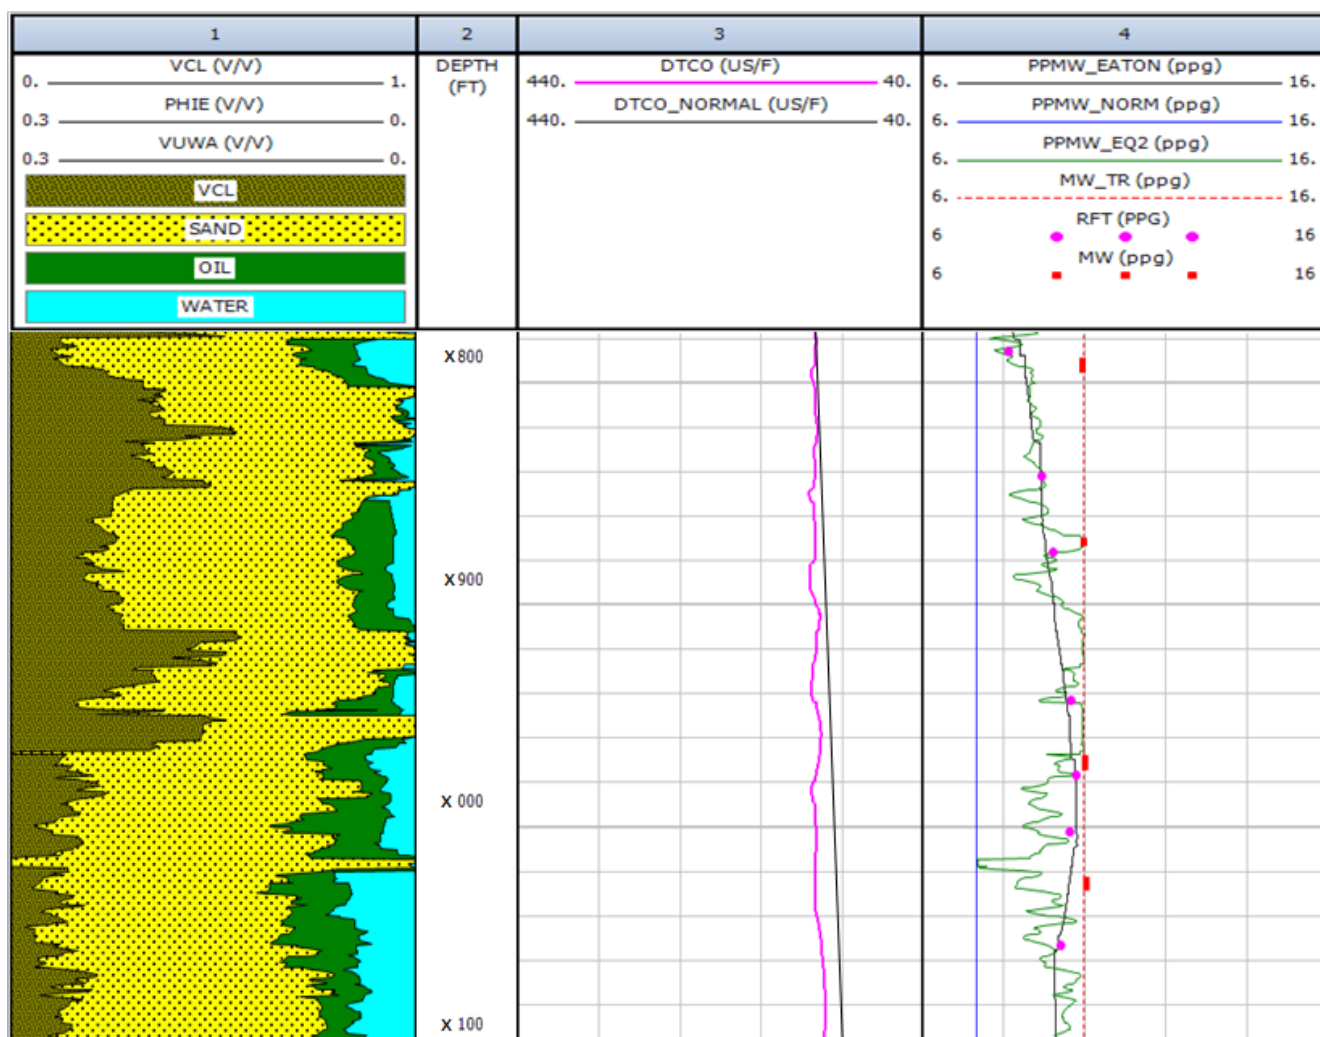 1 2 3 4
VCL (V/V)
0. 1.
PHIE (V/V)
0.3 0.
VUWA (V/V)
0.3 0.
VCL
SAND
OIL
WATER
DEPTH
(FT)
DTCO (US/F)
440. 40.
DTCO_NORMAL (US/F)
440. 40.
PPMW_EATON (ppg)
6. 16.
PPMW_NORM (ppg)
6. 16.
PPMW_EQ2 (ppg)
6. 16.
MW_TR (ppg)
6. 16.
RFT (PPG)
6 16
MW (ppg)
6 16
X800
X900
X 000
X 100